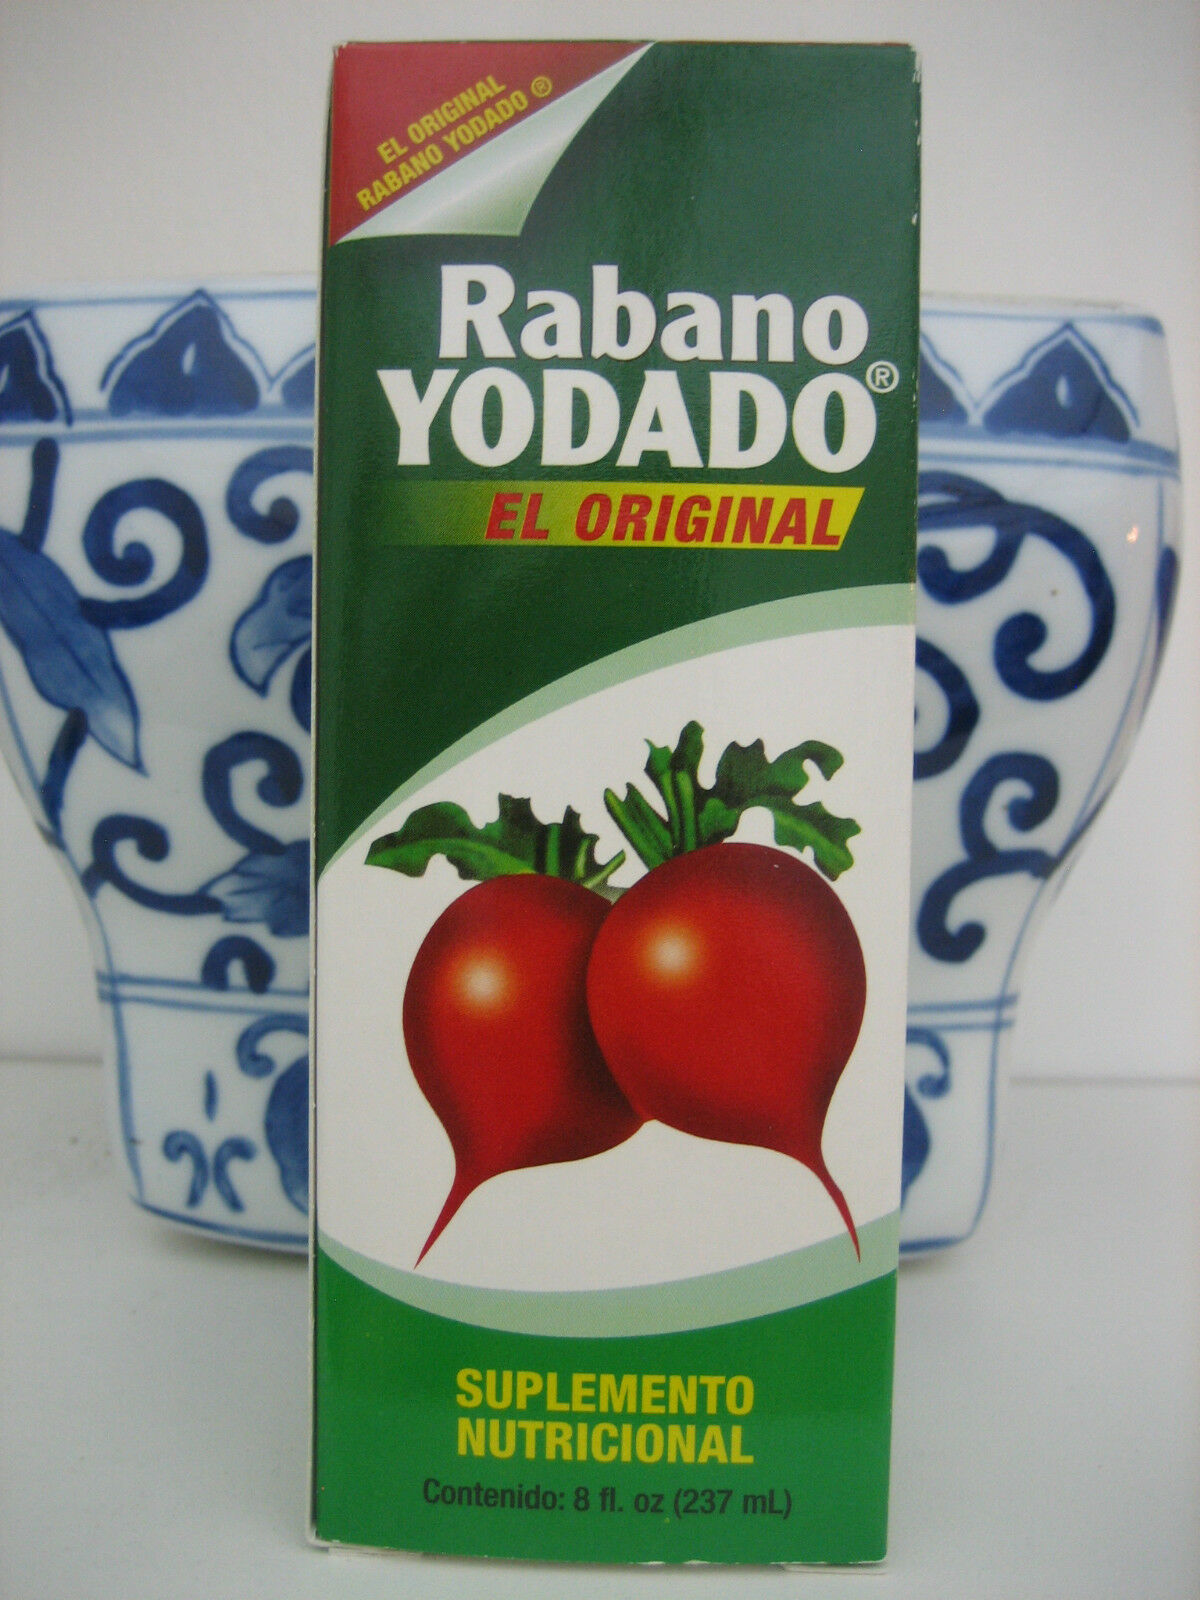 EL ORIGINAL
RABANO YODADO ®
Rabano
YODADO®
EL ORIGINAL
SUPLEMENTO
NUTRICIONAL
Contenido: 8 fl. oz (237 mL)